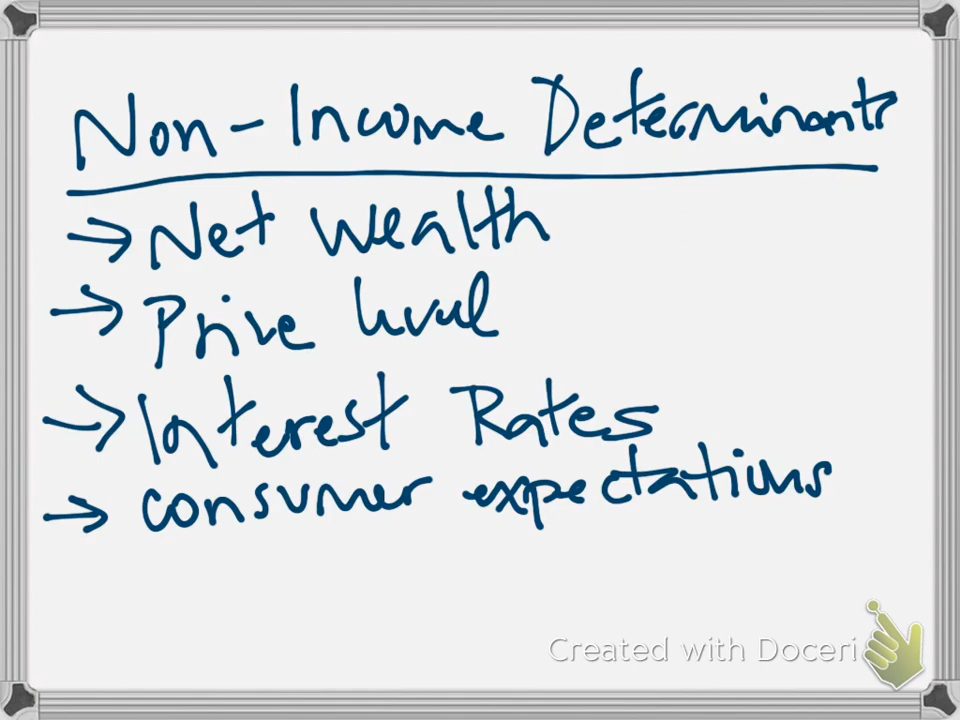 Non-Income Determinants
→ Net Wealth
→ Price level
→ Interest Rates
→ consumer expectations
Created with Doceri